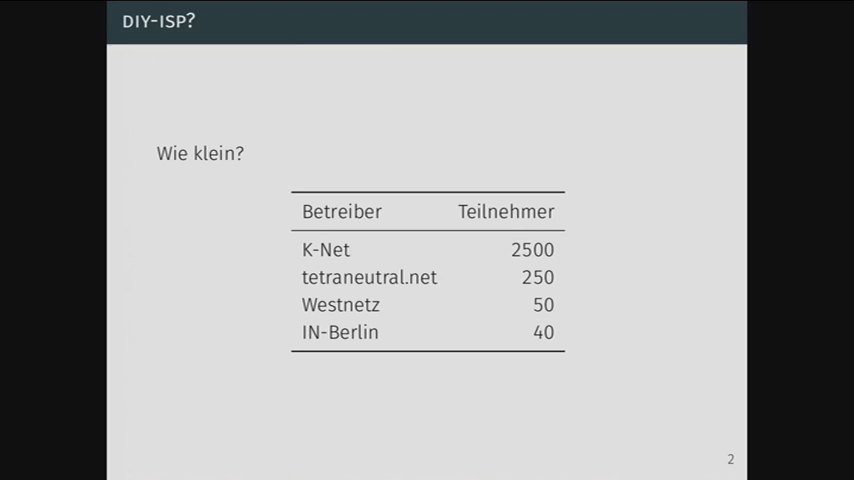 DIY-ISP?
Wie klein?
Betreiber Teilnehmer
K-Net 2500
tetraneutral.net 250
Westnetz 50
IN-Berlin 40
2